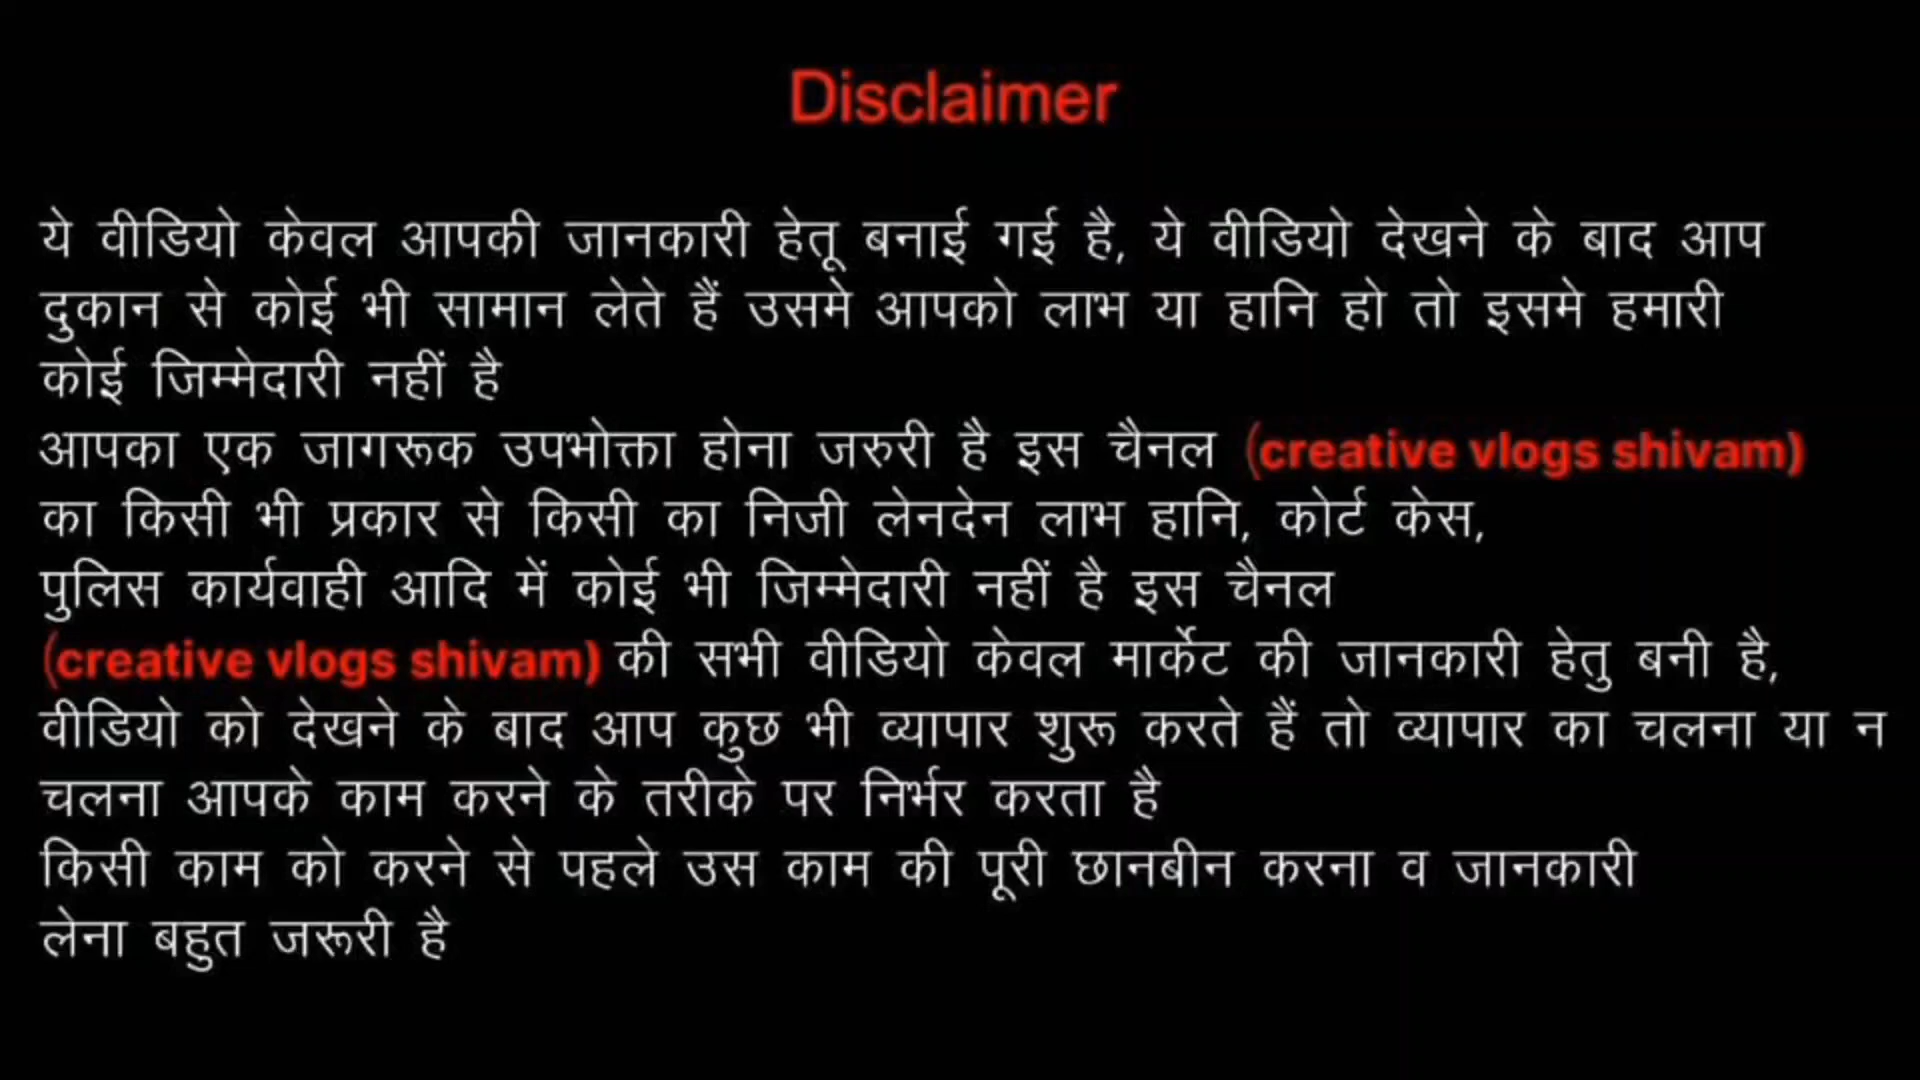 Disclaimer
ये वीडियो केवल आपकी जानकारी हेतू बनाई गई है, ये वीडियो देखने के बाद आप
दुकान से कोई भी सामान लेते हैं उसमे आपको लाभ या हानि हो तो इसमे हमारी
कोई जिम्मेदारी नहीं है
आपका एक जागरूक उपभोक्ता होना जरुरी है इस चैनल (creative vlogs shivam)
का किसी भी प्रकार से किसी का निजी लेनदेन लाभ हानि, कोर्ट केस,
पुलिस कार्यवाही आदि में कोई भी जिम्मेदारी नहीं है इस चैनल
(creative vlogs shivam) की सभी वीडियो केवल मार्केट की जानकारी हेतु बनी है,
वीडियो को देखने के बाद आप कुछ भी व्यापार शुरू करते हैं तो व्यापार का चलना या न
चलना आपके काम करने के तरीके पर निर्भर करता है
किसी काम को करने से पहले उस काम की पूरी छानबीन करना व जानकारी
लेना बहुत जरूरी है